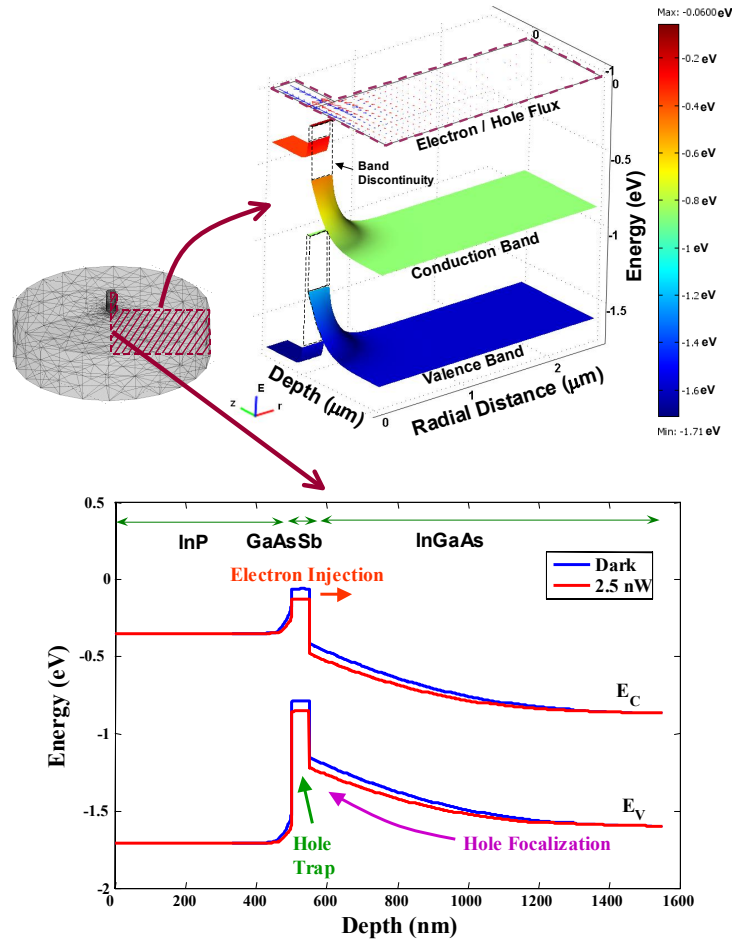 Max: -0.0600 eV
-0.2 eV
-0.4 eV
-0.6 eV
-0.8 eV
-1 eV
-1.2 eV
-1.4 eV
-1.6 eV
Min: -1.71 eV
-1
0
0
-0.5
-1
-1.5
Energy (eV)
Electron / Hole Flux
Band
Discontinuity
Conduction Band
Valence Band
Depth (μm)
Radial Distance (μm)
0
1
2
E
z
r
0.5
0
-0.5
-1
-1.5
-2
Energy (eV)
InP
GaAsSb
InGaAs
Electron Injection
Dark
2.5 nW
E_C
E_V
Hole
Trap
Hole Focalization
0
200
400
600
800
1000
1200
1400
1600
Depth (nm)